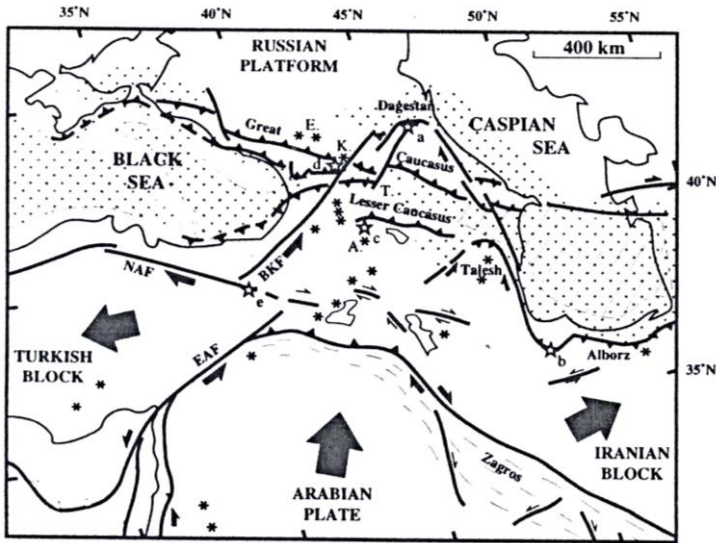 35°N 40°N 45°N 50°N 55°N
RUSSIAN
PLATFORM
400 km
Dagestan
E.
Great
K.
a
CASPIAN
SEA
BLACK
SEA
d
Caucasus
40°N
T.
Lesser Caucasus
A.
c
BKF
NAF
Talesh
e
EAF
TURKISH
BLOCK
b
Alborz
35°N
IRANIAN
BLOCK
Zagros
ARABIAN
PLATE